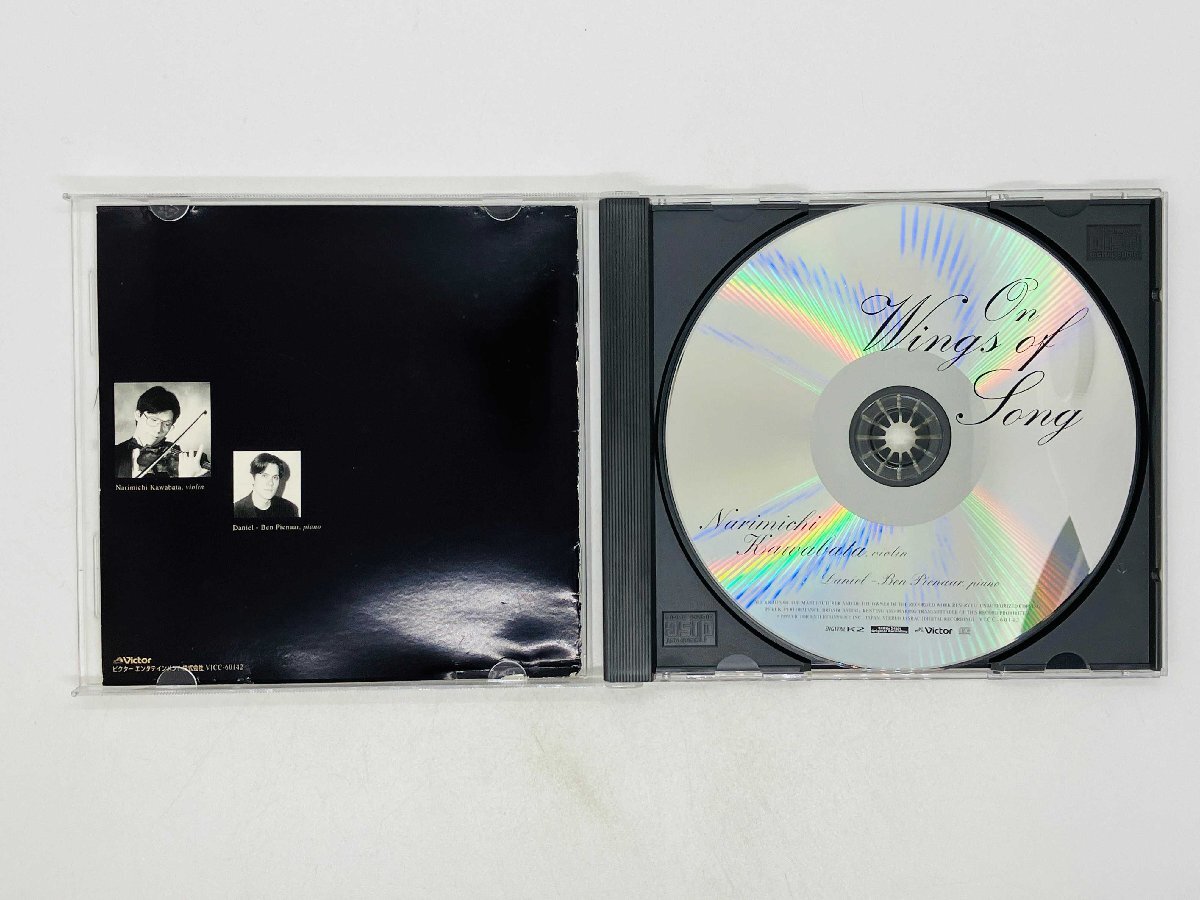 Narimichi Kawabata, violin
Daniel - Ben Pienaar, piano
Victor
ビクター エンタテインメント株式会社 VICC-60142
On
Wings of
Song
Narimichi
Kawabata, violin
Daniel - Ben Pienaar, piano
DIGITAL K2 Victor